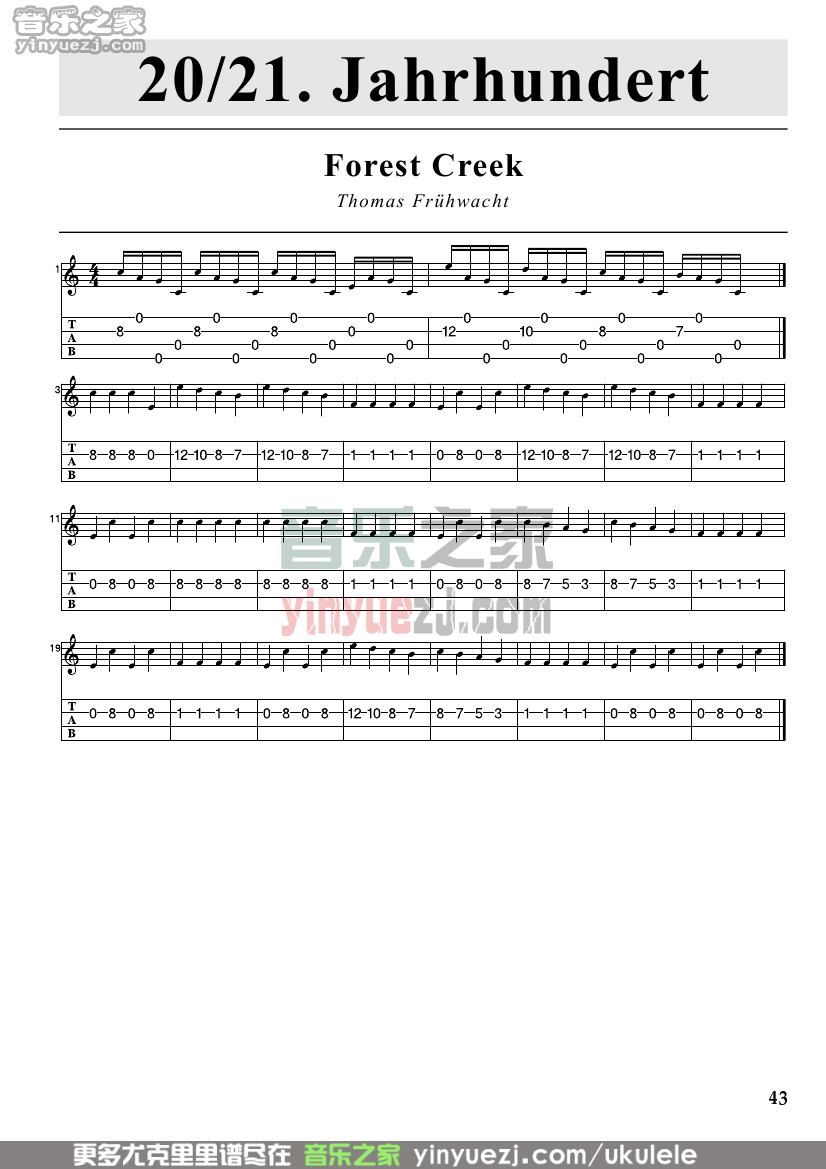 音乐之家
yinyuezj.com
20/21. Jahrhundert
Forest Creek
Thomas Frühwacht
1
4
4
T
A
B
8 0 0 0 8 0 0 0 8 0 0 0 0 0 0 0 12 0 0 0 10 0 0 0 8 0 0 0 7 0 0 0
3
T
A
B
8 8 8 0 12 10 8 7 12 10 8 7 1 1 1 1 0 8 0 8 12 10 8 7 12 10 8 7 1 1 1 1
11
音乐之家
T
A
B
0 8 0 8 8 8 8 8 8 8 8 8 1 1 1 1 0 8 0 8 8 7 5 3 8 7 5 3 1 1 1 1
yinyuezj.com
19
T
A
B
0 8 0 8 1 1 1 1 0 8 0 8 12 10 8 7 8 7 5 3 1 1 1 1 0 8 0 8 0 8 0 8
43
更多尤克里里谱尽在 音乐之家 yinyuezj.com/ukulele